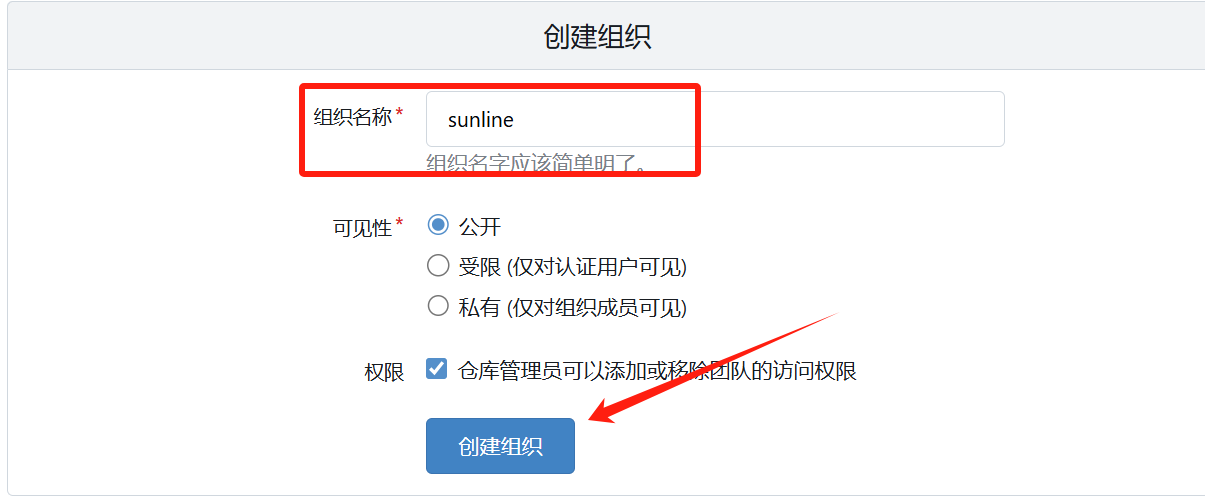 创建组织
组织名称*
sunline
组织名字应该简单明了。
可见性*
公开
受限 (仅对认证用户可见)
私有 (仅对组织成员可见)
权限
仓库管理员可以添加或移除团队的访问权限
创建组织